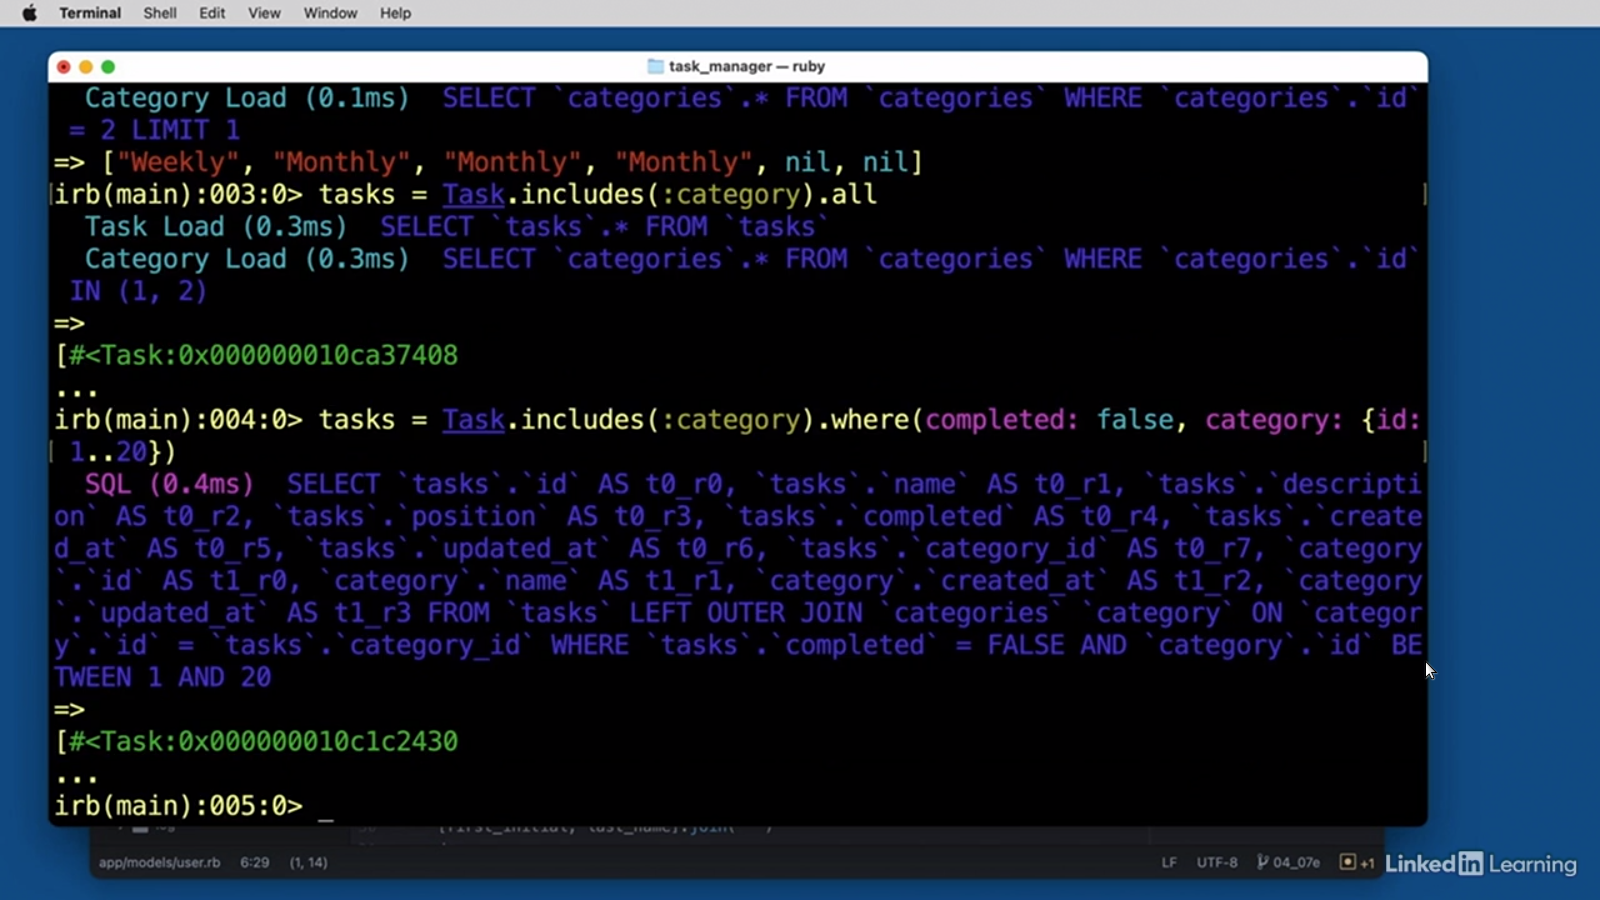 Terminal Shell Edit View Window Help
task_manager — ruby
Category Load (0.1ms) SELECT `categories`.* FROM `categories` WHERE `categories`.`id`
= 2 LIMIT 1
=> ["Weekly", "Monthly", "Monthly", "Monthly", nil, nil]
irb(main):003:0> tasks = Task.includes(:category).all
Task Load (0.3ms) SELECT `tasks`.* FROM `tasks`
Category Load (0.3ms) SELECT `categories`.* FROM `categories` WHERE `categories`.`id`
IN (1, 2)
=>
[#<Task:0x000000010ca37408
...
irb(main):004:0> tasks = Task.includes(:category).where(completed: false, category: {id:
1..20})
SQL (0.4ms) SELECT `tasks`.`id` AS t0_r0, `tasks`.`name` AS t0_r1, `tasks`.`descripti
on` AS t0_r2, `tasks`.`position` AS t0_r3, `tasks`.`completed` AS t0_r4, `tasks`.`create
d_at` AS t0_r5, `tasks`.`updated_at` AS t0_r6, `tasks`.`category_id` AS t0_r7, `category
`.`id` AS t1_r0, `category`.`name` AS t1_r1, `category`.`created_at` AS t1_r2, `category
`.`updated_at` AS t1_r3 FROM `tasks` LEFT OUTER JOIN `categories` `category` ON `categor
y`.`id` = `tasks`.`category_id` WHERE `tasks`.`completed` = FALSE AND `category`.`id` BE
TWEEN 1 AND 20
=>
[#<Task:0x000000010c1c2430
...
irb(main):005:0> _
[first_initial, last_name].join(
app/models/user.rb 6:29 (1, 14) LF UTF-8 04_07e +1
LinkedIn Learning